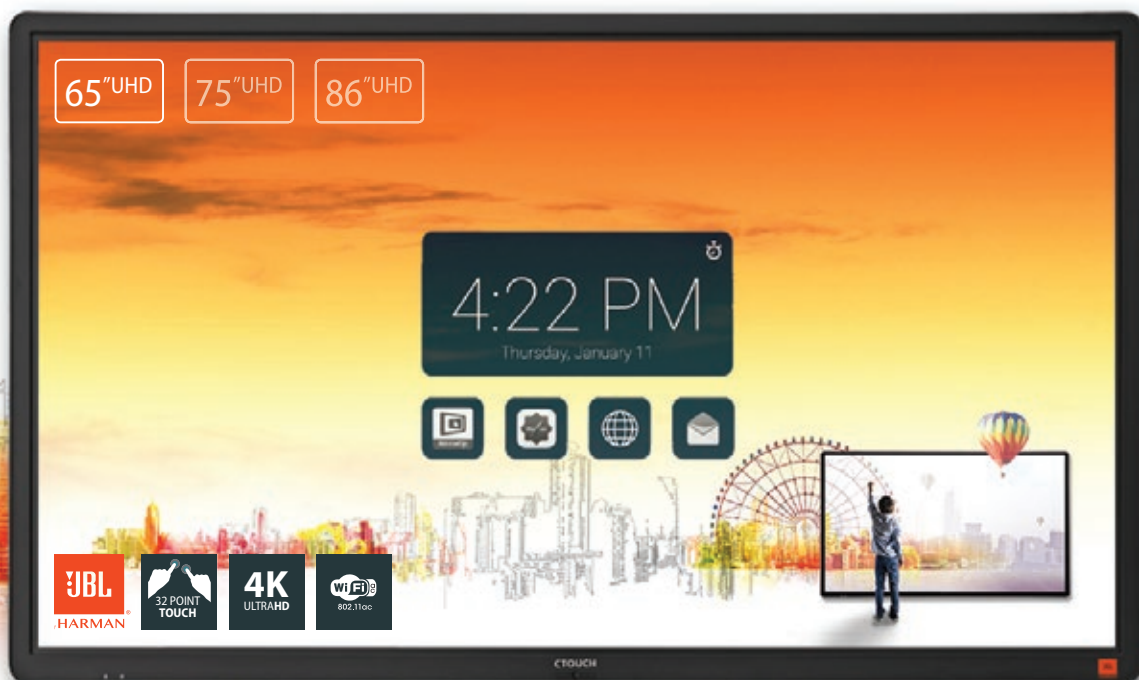 65"UHD
75"UHD
86"UHD
4:22 PM
Thursday, January 11
JBL
HARMAN
32 POINT
TOUCH
4K
ULTRAHD
WiFi
802.11ac
CTOUCH